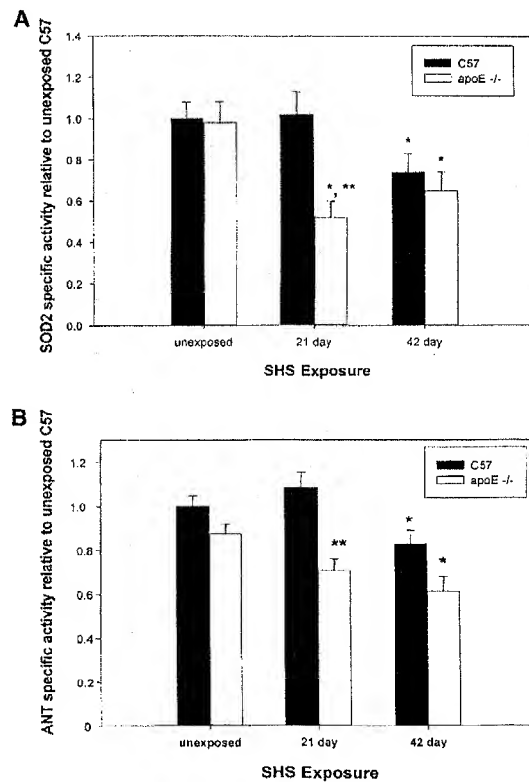 A
SOD2 specific activity relative to unexposed C57
1.4
1.2
1.0
0.8
0.6
0.4
0.2
0.0
C57
apoE -/-
*, **
*
*
unexposed
21 day
42 day
SHS Exposure
B
ANT specific activity relative to unexposed C57
1.2
1.0
0.8
0.6
0.4
0.2
0
C57
apoE -/-
**
*
*
unexposed
21 day
42 day
SHS Exposure